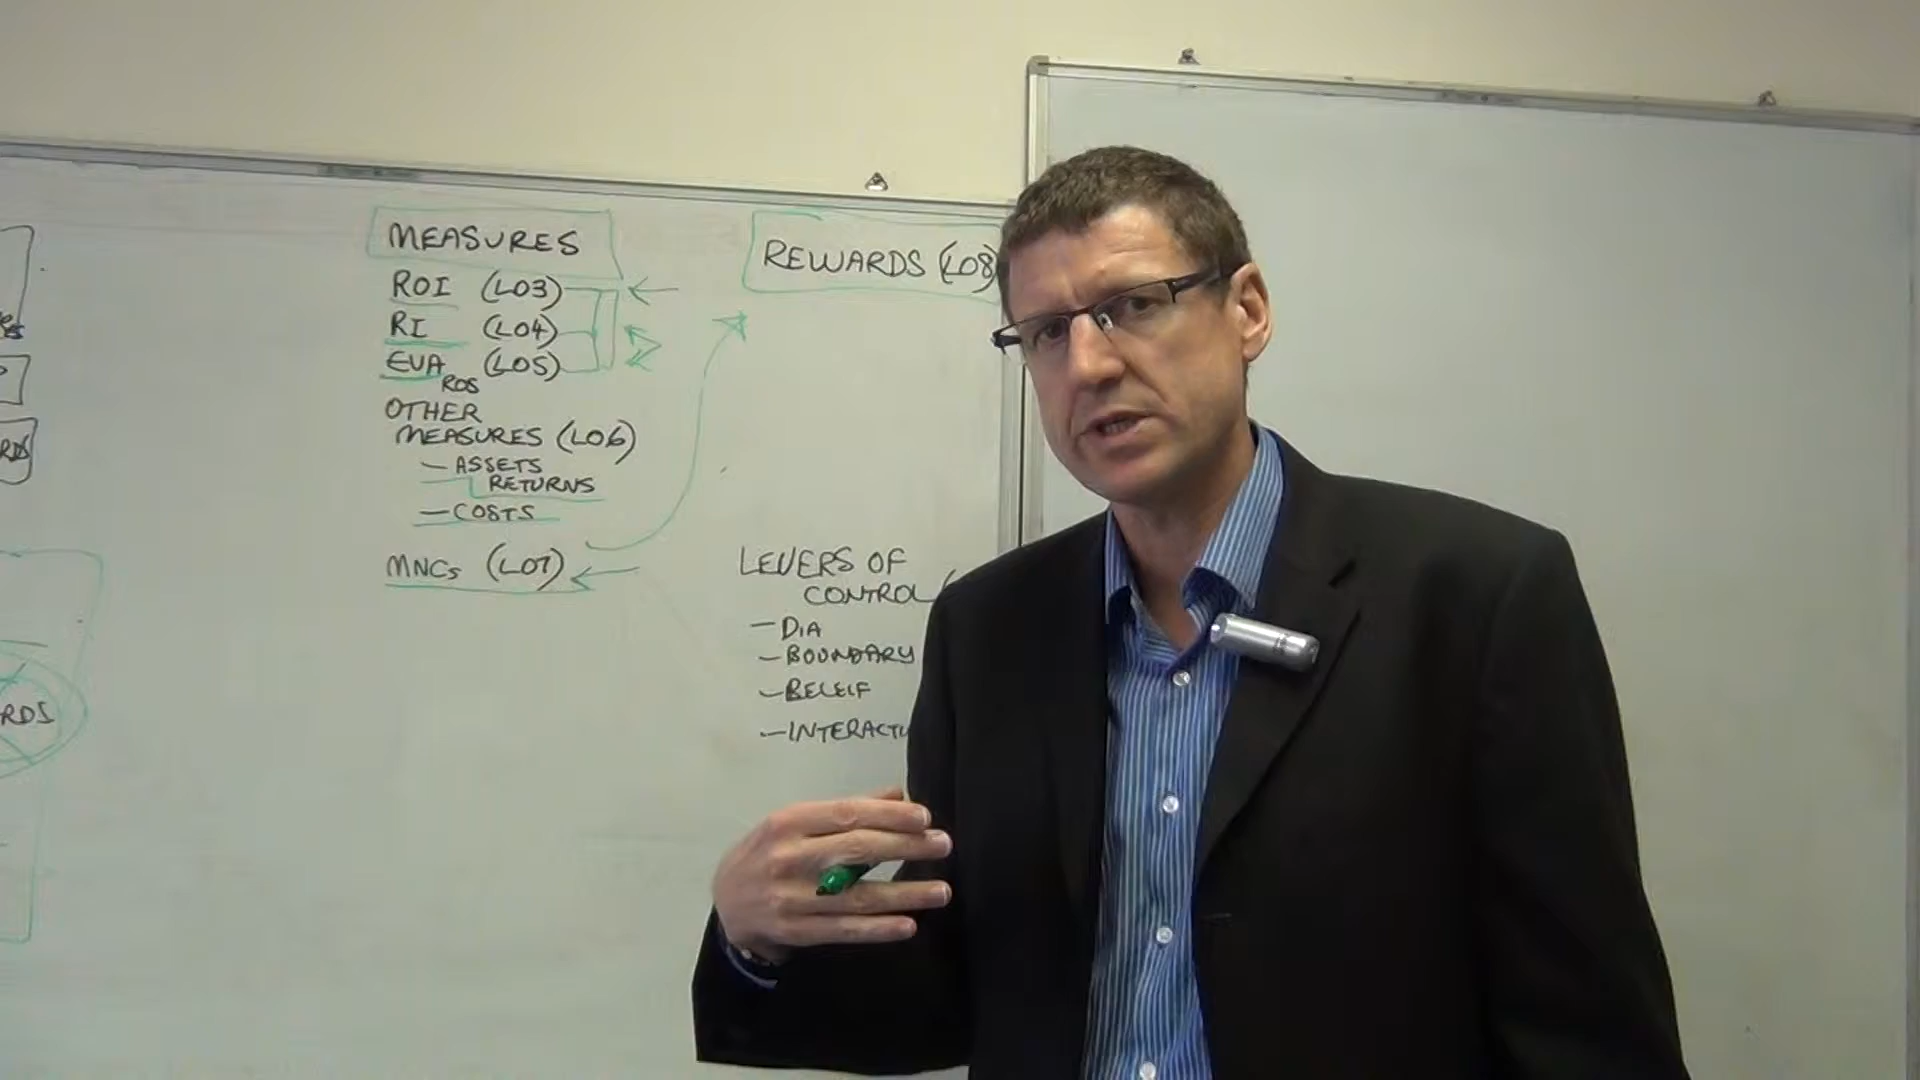 MEASURES
ROI (LO3)
RI (LO4)
EVA (LO5)
ROS
OTHER
MEASURES (LO6)
- ASSETS
RETURNS
- COSTS
MNCs (LO7)
REWARDS (LO8)
LEVERS OF
CONTROL (
- DIA
- BOUNDARY
- BELEIF
- INTERACTI
RDS